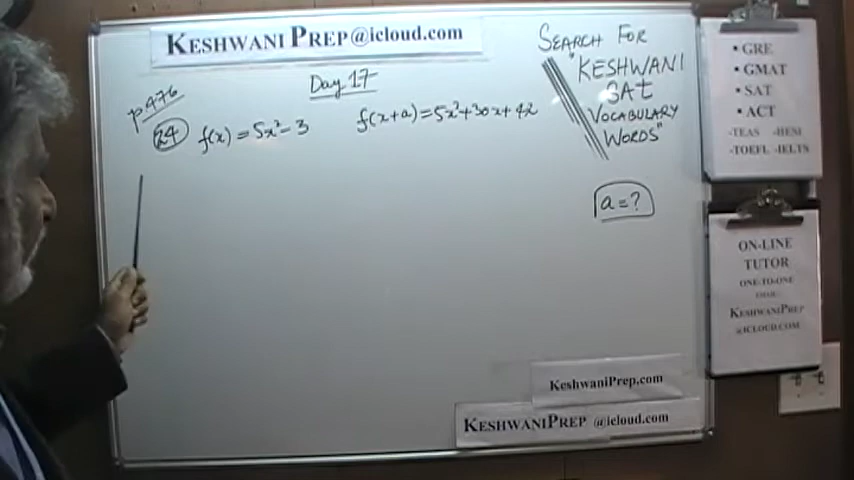 KESHWANI PREP@icloud.com
Day 17
p.476
24 f(x) = 5x² - 3
f(x+a) = 5x² + 30x + 42
a = ?
SEARCH FOR
"KESHWANI
SAT
VOCABULARY
WORDS"
• GRE
• GMAT
• SAT
• ACT
-TEAS -HESI
-TOEFL -IELTS
ON-LINE
TUTOR
ONE-TO-ONE
KESHWANIPREP
@ICLOUD.COM
KeshwaniPrep.com
KESHWANIPREP @icloud.com